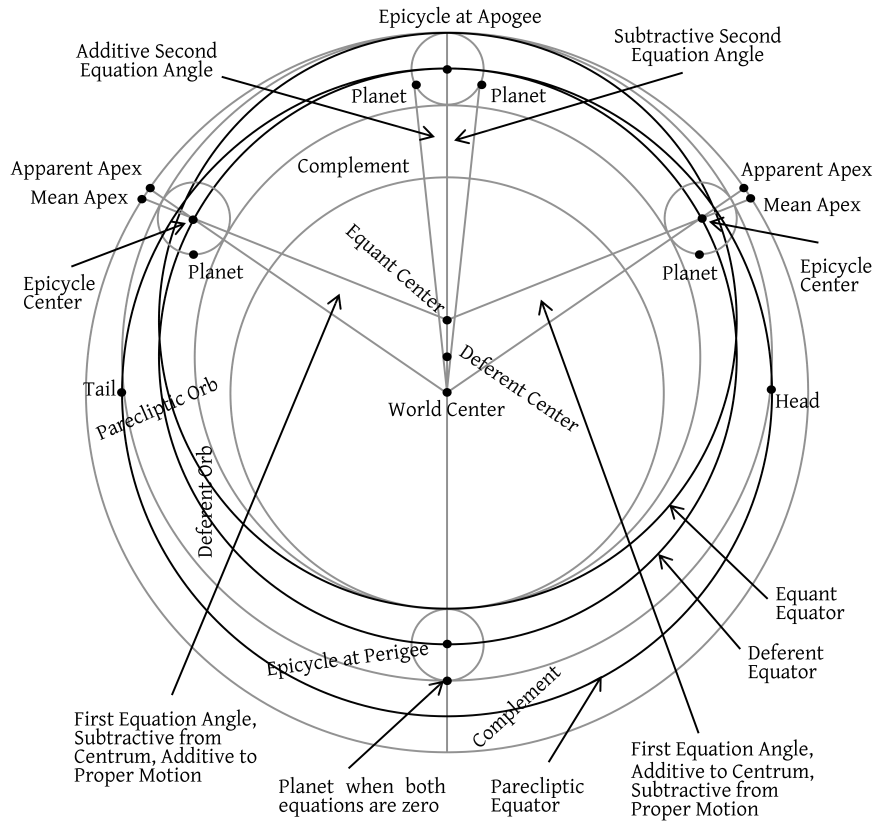 Epicycle at Apogee
Additive Second
Equation Angle
Subtractive Second
Equation Angle
Planet
Planet
Complement
Apparent Apex
Mean Apex
Apparent Apex
Mean Apex
Equant Center
Planet
Planet
Epicycle
Center
Epicycle
Center
Deferent Center
World Center
Tail
Head
Parecliptic Orb
Deferent Orb
Equant
Equator
Deferent
Equator
Epicycle at Perigee
Complement
First Equation Angle,
Subtractive from
Centrum, Additive to
Proper Motion
Planet when both
equations are zero
Parecliptic
Equator
First Equation Angle,
Additive to Centrum,
Subtractive from
Proper Motion